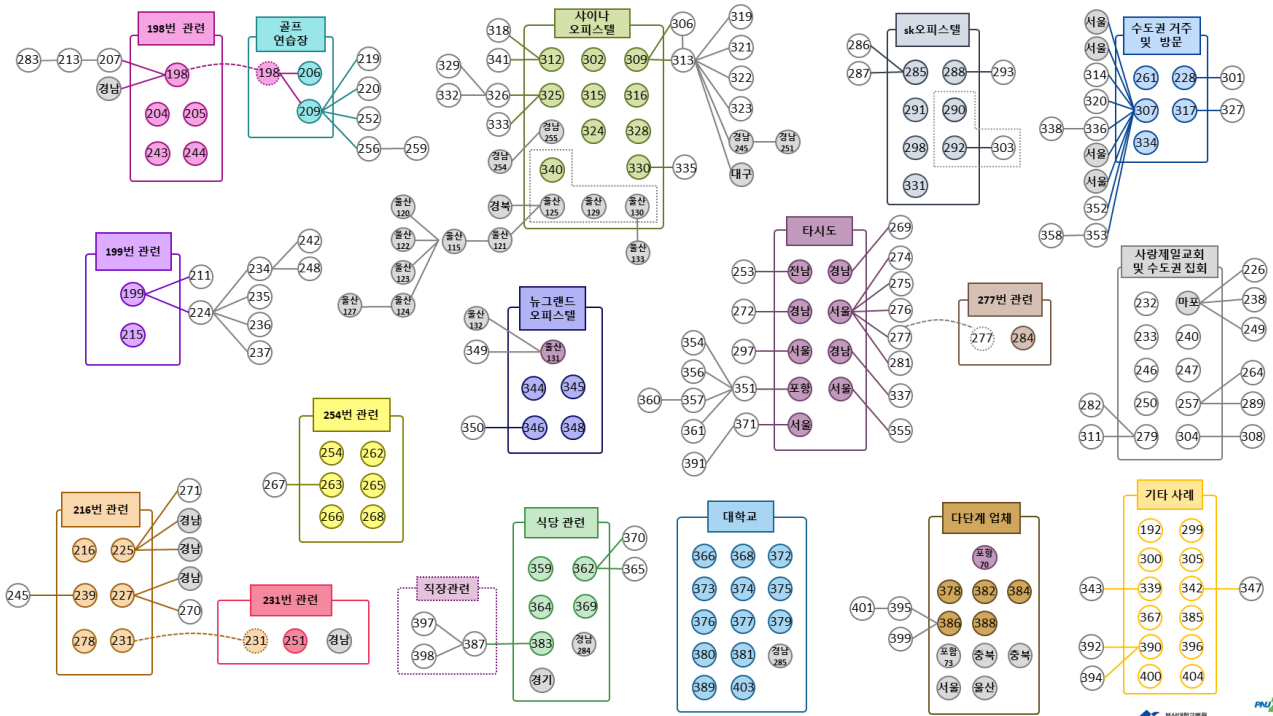 198번 관련
283
213
207
198
경남
204
205
243
244
골프
연습장
198
206
209
219
220
252
256
259
샤이나
오피스텔
318
341
329
332
326
333
312
302
309
325
315
316
경남
255
324
328
경남
254
340
330
335
경북
울산
125
울산
129
울산
130
울산
133
306
313
319
321
322
323
경남
245
경남
251
대구
울산
120
울산
122
울산
123
울산
115
울산
121
울산
127
울산
124
sk오피스텔
286
287
285
288
293
291
290
298
292
303
331
수도권 거주
및 방문
서울
서울
314
320
338
336
서울
서울
352
358
353
261
228
301
307
317
327
334
199번 관련
199
215
211
224
234
242
248
235
236
237
뉴그랜드
오피스텔
울산
132
349
울산
131
344
345
350
346
348
타시도
253
전남
경남
269
272
경남
서울
274
275
276
277
281
297
서울
경남
337
354
356
360
357
361
351
포항
서울
355
371
서울
391
277번 관련
277
284
사랑제일교회
및 수도권 집회
232
마포
226
238
249
233
240
246
247
264
250
257
289
282
311
279
304
308
254번 관련
254
262
267
263
265
266
268
216번 관련
216
225
271
경남
경남
245
239
227
경남
270
278
231
231번 관련
231
251
경남
직장관련
397
398
387
식당 관련
359
362
370
365
364
369
383
경남
284
경기
대학교
366
368
372
373
374
375
376
377
379
380
381
경남
285
389
403
다단계 업체
포항
70
378
382
384
401
395
399
386
388
포항
73
충북
충북
서울
울산
기타 사례
192
299
300
305
343
339
342
347
367
385
392
390
396
394
400
404
부산대학교병원
PNU